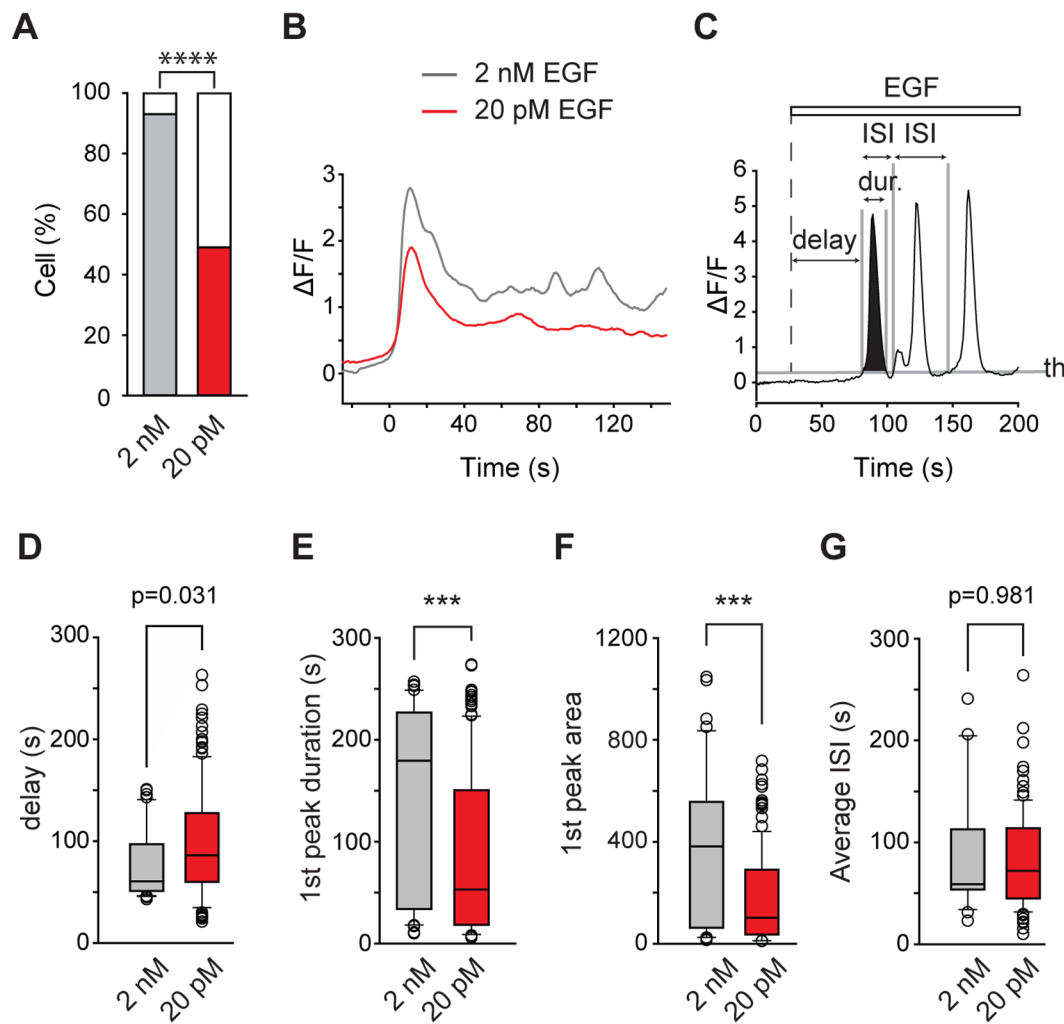 A
****
100
80
60
40
20
0
Cell (%)
2 nM
20 pM
B
2 nM EGF
20 pM EGF
3
2
1
0
ΔF/F
0
40
80
120
Time (s)
C
EGF
ISI
ISI
dur.
delay
6
5
4
3
2
1
0
ΔF/F
th
0
50
100
150
200
Time (s)
D
p=0.031
300
200
100
0
delay (s)
2 nM
20 pM
E
***
300
200
100
0
1st peak duration (s)
2 nM
20 pM
F
***
1200
800
400
0
1st peak area
2 nM
20 pM
G
p=0.981
300
200
100
0
Average ISI (s)
2 nM
20 pM